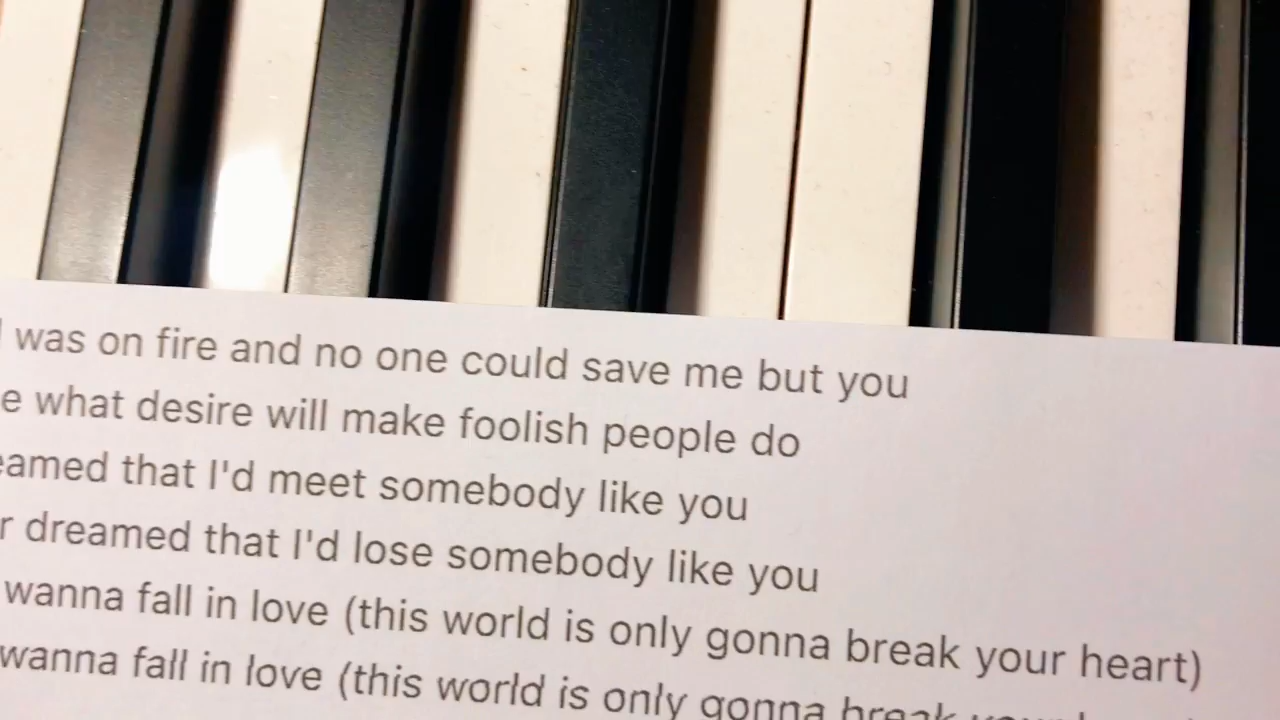 was on fire and no one could save me but you
what desire will make foolish people do
that I'd meet somebody like you
dreamed that I'd lose somebody like you
wanna fall in love (this world is only gonna break your heart)
wanna fall in love (this world is only gonna break